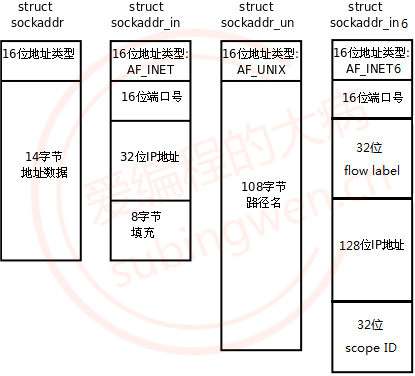 struct
sockaddr
16位地址类型
14字节
地址数据
struct
sockaddr_in
16位地址类型:
AF_INET
16位端口号
32位IP地址
8字节
填充
struct
sockaddr_un
16位地址类型:
AF_UNIX
108字节
路径名
struct
sockaddr_in6
16位地址类型:
AF_INET6
16位端口号
32位
flow label
128位IP地址
32位
scope ID
爱编程的大丙
subingwen.cn